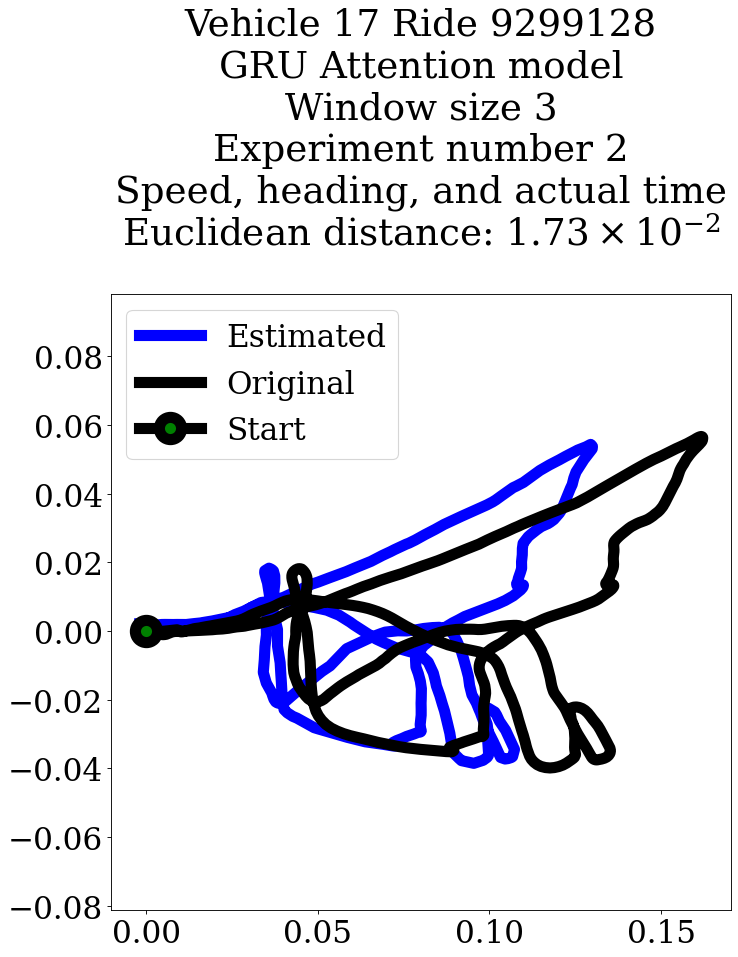 Vehicle 17 Ride 9299128
GRU Attention model
Window size 3
Experiment number 2
Speed, heading, and actual time
Euclidean distance: 1.73 × 10⁻²
Estimated
Original
Start
0.08
0.06
0.04
0.02
0.00
−0.02
−0.04
−0.06
−0.08
0.00 0.05 0.10 0.15